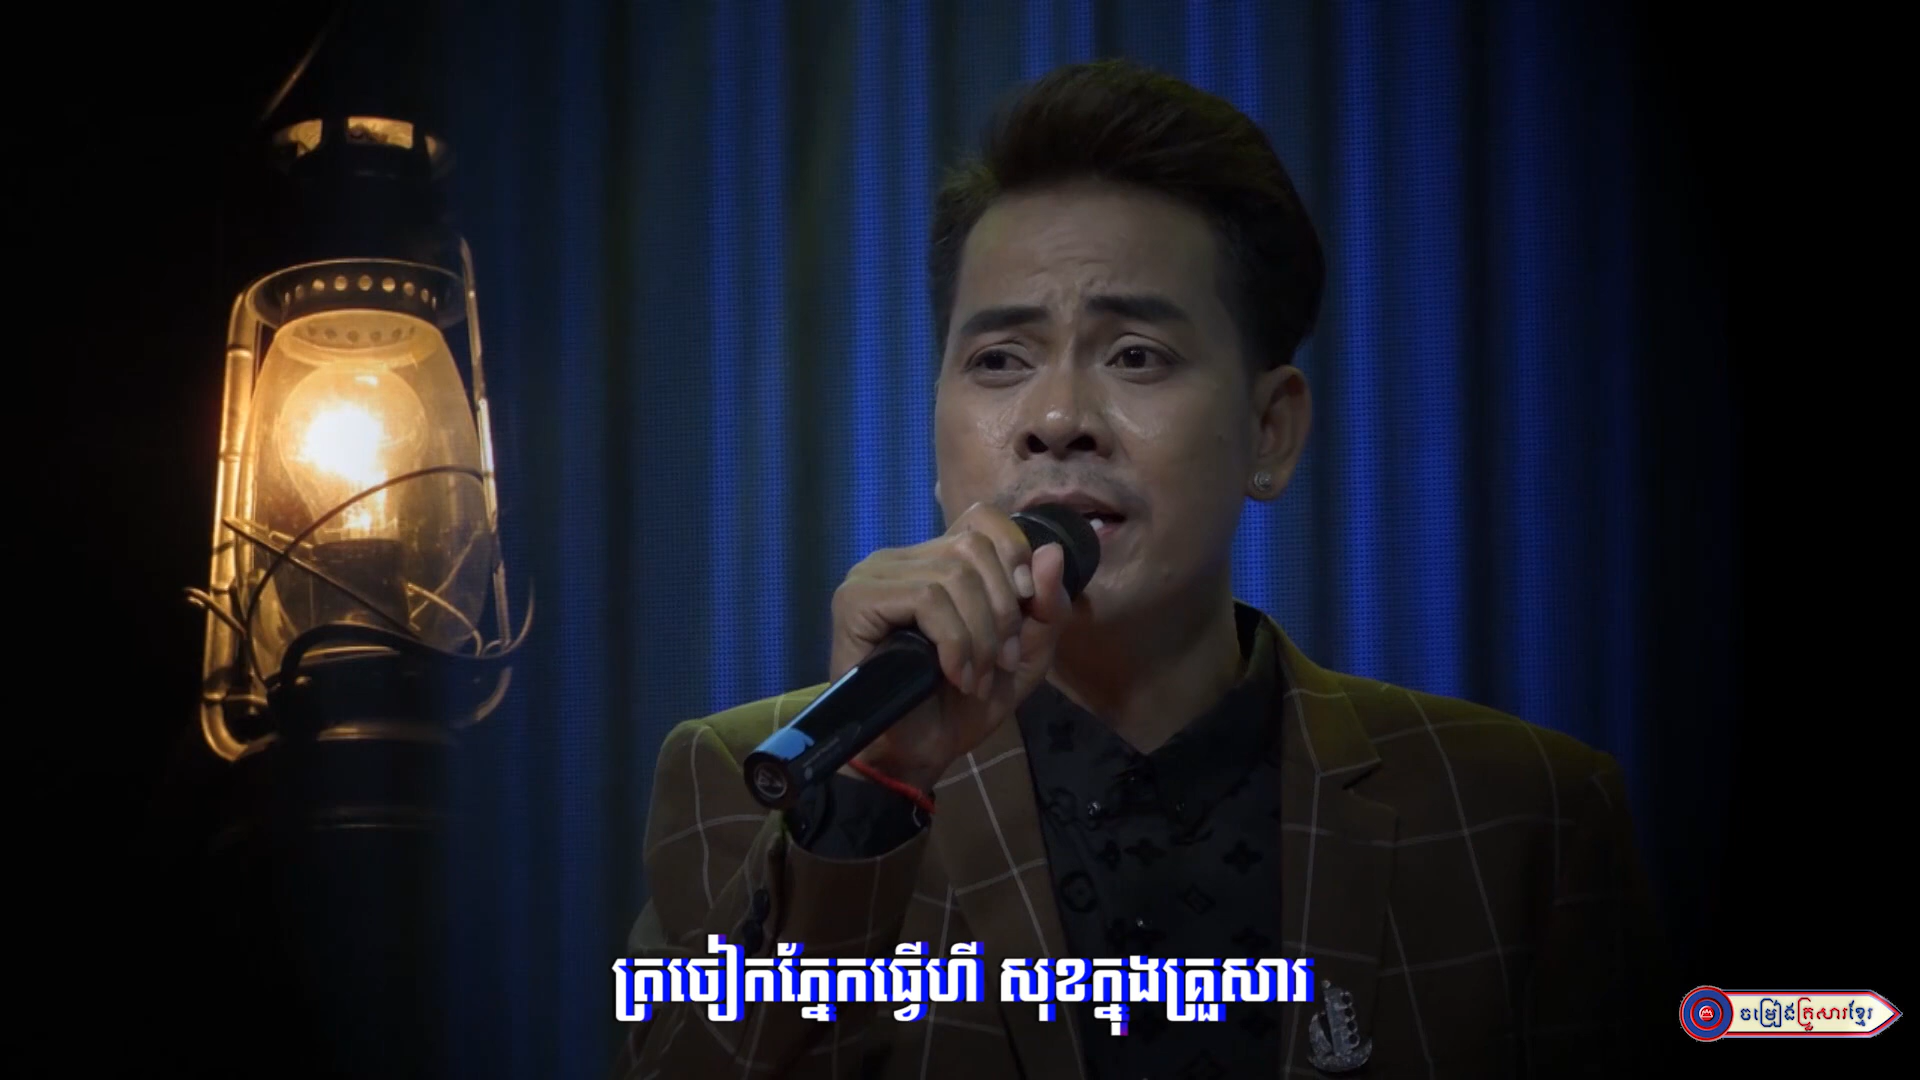 ត្រចៀកភ្នែកធ្វើហី សុខក្នុងគ្រួសារ
ចម្រៀងគ្រួសារខ្មែរ